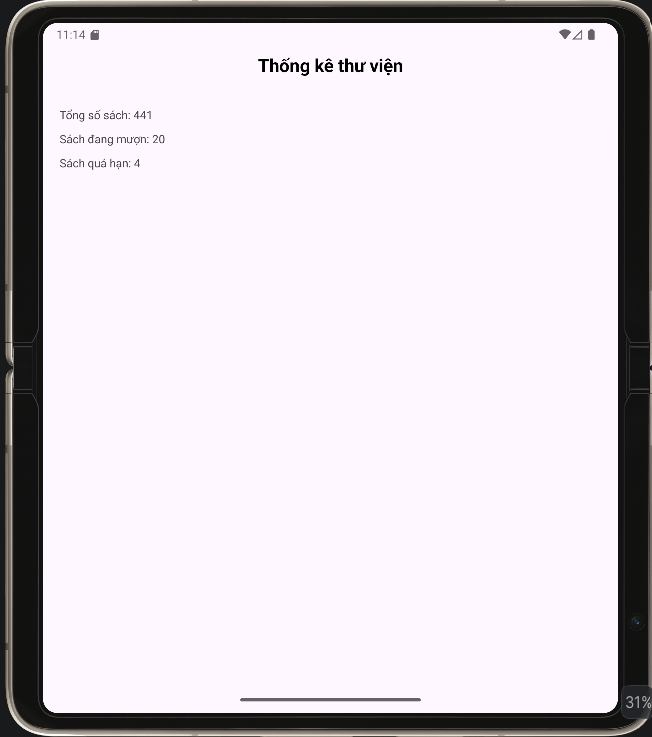 11:14
Thống kê thư viện
Tổng số sách: 441
Sách đang mượn: 20
Sách quá hạn: 4
31%